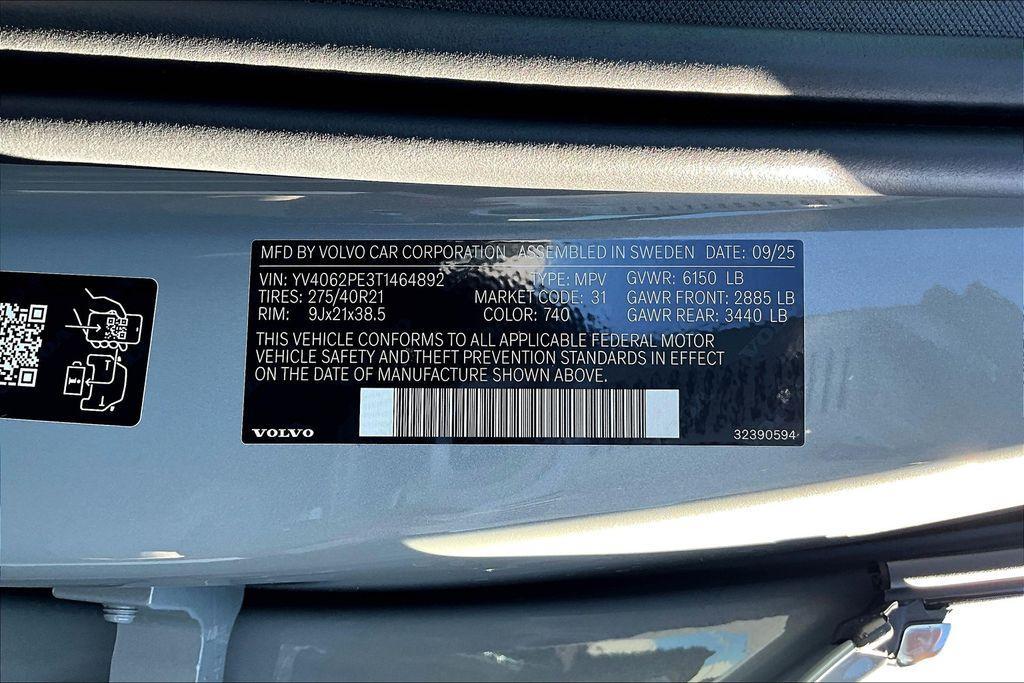 MFD BY VOLVO CAR CORPORATION ASSEMBLED IN SWEDEN DATE: 09/25
VIN: YV4062PE3T1464892 TYPE: MPV GVWR: 6150 LB
TIRES: 275/40R21 MARKET CODE: 31 GAWR FRONT: 2885 LB
RIM: 9Jx21x38.5 COLOR: 740 GAWR REAR: 3440 LB
THIS VEHICLE CONFORMS TO ALL APPLICABLE FEDERAL MOTOR
VEHICLE SAFETY AND THEFT PREVENTION STANDARDS IN EFFECT
ON THE DATE OF MANUFACTURE SHOWN ABOVE.
VOLVO 32390594